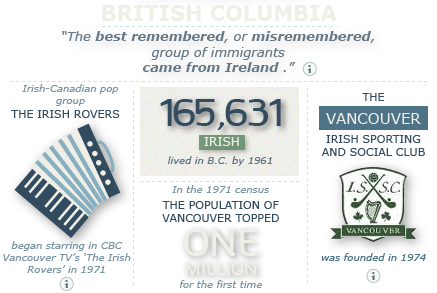 BRITISH COLUMBIA
"The best remembered, or misremembered,
group of immigrants
came from Ireland ."
i
Irish-Canadian pop
group
THE IRISH ROVERS
began starring in CBC
Vancouver TV's 'The Irish
Rovers' in 1971
i
165,631
IRISH
lived in B.C. by 1961
In the 1971 census
THE POPULATION OF
VANCOUVER TOPPED
ONE
MILLION
for the first time
THE
VANCOUVER
IRISH SPORTING
AND SOCIAL CLUB
I.S. S.C.
VANCOUVER
was founded in 1974
i